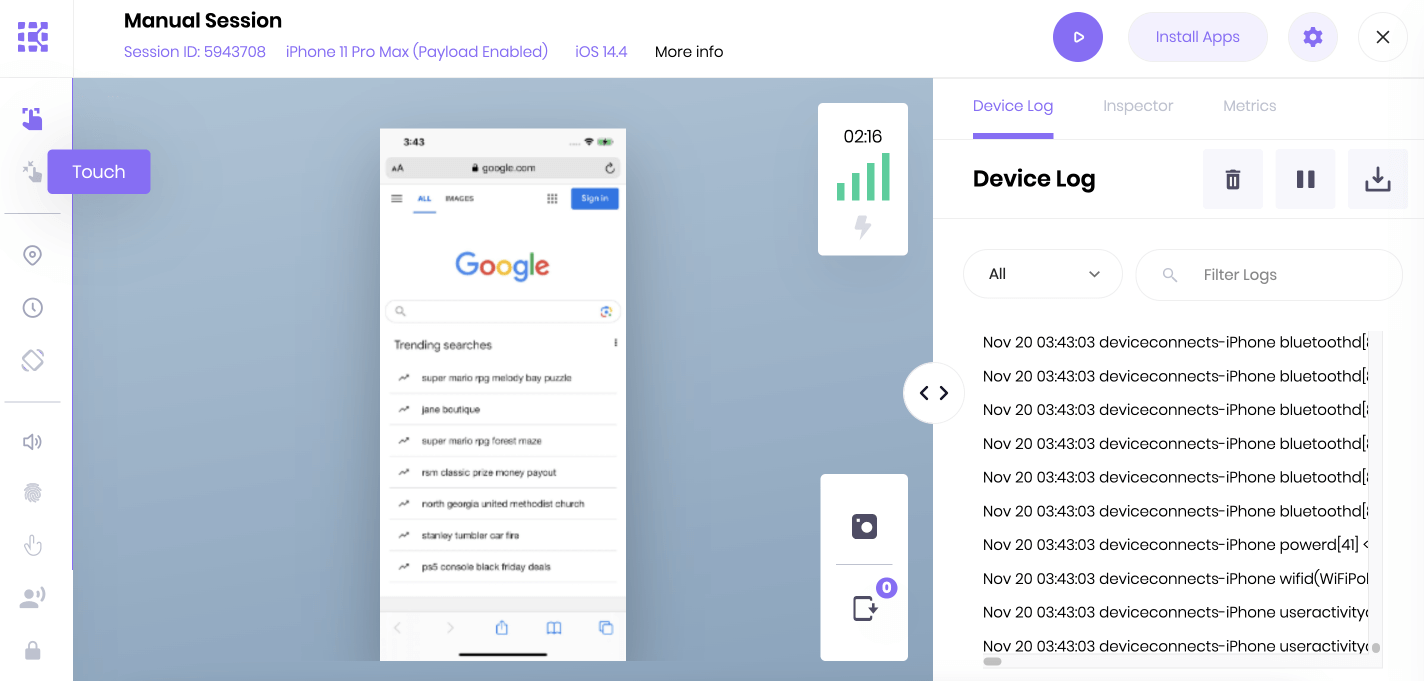 Manual Session
Session ID: 5943708 iPhone 11 Pro Max (Payload Enabled) iOS 14.4 More info
Install Apps
Touch
3:43
AA google.com
ALL IMAGES Sign in
Google
Trending searches
super mario rpg melody bay puzzle
jane boutique
super mario rpg forest maze
rsm classic prize money payout
north georgia united methodist church
stanley tumbler car fire
ps5 console black friday deals
02:16
0
Device Log Inspector Metrics
Device Log
All Filter Logs
Nov 20 03:43:03 deviceconnects-iPhone bluetoothd[
Nov 20 03:43:03 deviceconnects-iPhone bluetoothd[
Nov 20 03:43:03 deviceconnects-iPhone bluetoothd[
Nov 20 03:43:03 deviceconnects-iPhone bluetoothd[
Nov 20 03:43:03 deviceconnects-iPhone bluetoothd[
Nov 20 03:43:03 deviceconnects-iPhone bluetoothd[
Nov 20 03:43:03 deviceconnects-iPhone powerd[41] <
Nov 20 03:43:03 deviceconnects-iPhone wifid(WiFiPol
Nov 20 03:43:03 deviceconnects-iPhone useractivityd
Nov 20 03:43:03 deviceconnects-iPhone useractivityd